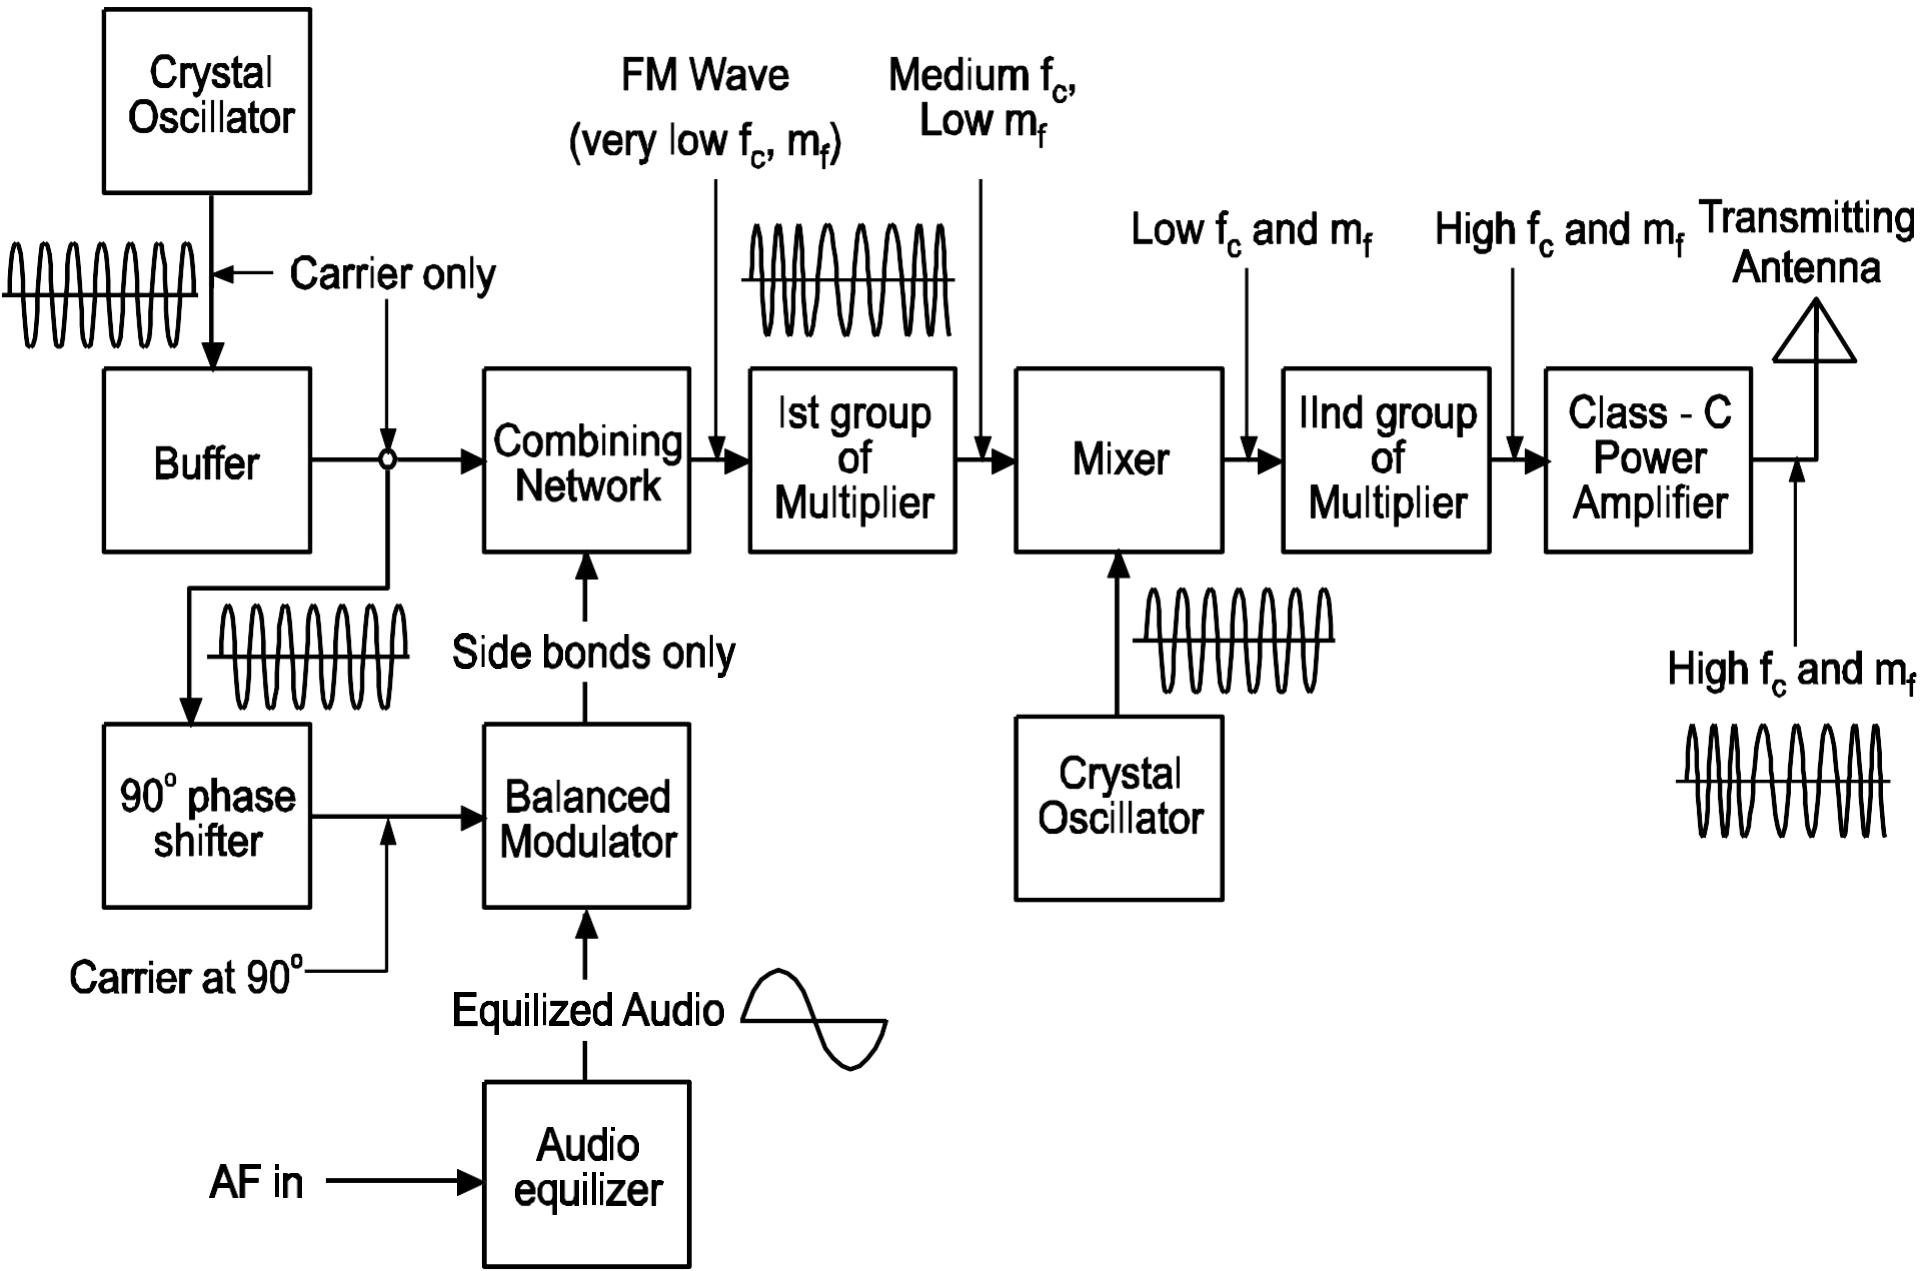 Crystal
Oscillator
FM Wave
(very low fc, mf)
Medium fc,
Low mf
Low fc and mf
High fc and mf
Transmitting
Antenna
Carrier only
Buffer
Combining
Network
Ist group
of
Multiplier
Mixer
IInd group
of
Multiplier
Class - C
Power
Amplifier
Side bonds only
High fc and mf
90° phase
shifter
Balanced
Modulator
Crystal
Oscillator
Carrier at 90°
Equilized Audio
AF in
Audio
equilizer